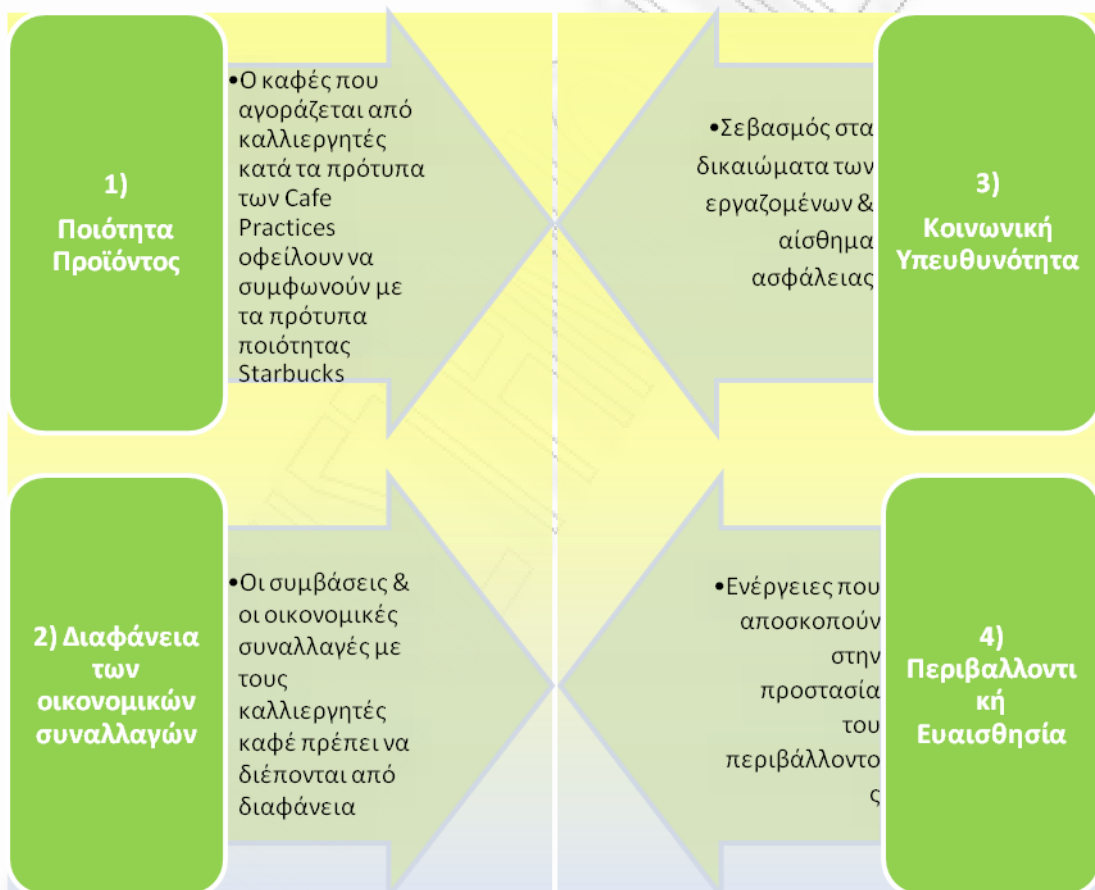 1)
Ποιότητα
Προϊόντος
•Ο καφές που
αγοράζεται από
καλλιεργητές
κατά τα πρότυπα
των Cafe
Practices
οφείλουν να
συμφωνούν με
τα πρότυπα
ποιότητας
Starbucks
2) Διαφάνεια
των
οικονομικών
συναλλαγών
•Οι συμβάσεις &
οι οικονομικές
συναλλαγές με
τους
καλλιεργητές
καφέ πρέπει να
διέπονται από
διαφάνεια
•Σεβασμός στα
δικαιώματα των
εργαζομένων &
αίσθημα
ασφάλειας
3)
Κοινωνική
Υπευθυνότητα
•Ενέργειες που
αποσκοπούν
στην
προστασία
του
περιβάλλοντο
ς
4)
Περιβαλλοντι
κή
Ευαισθησία